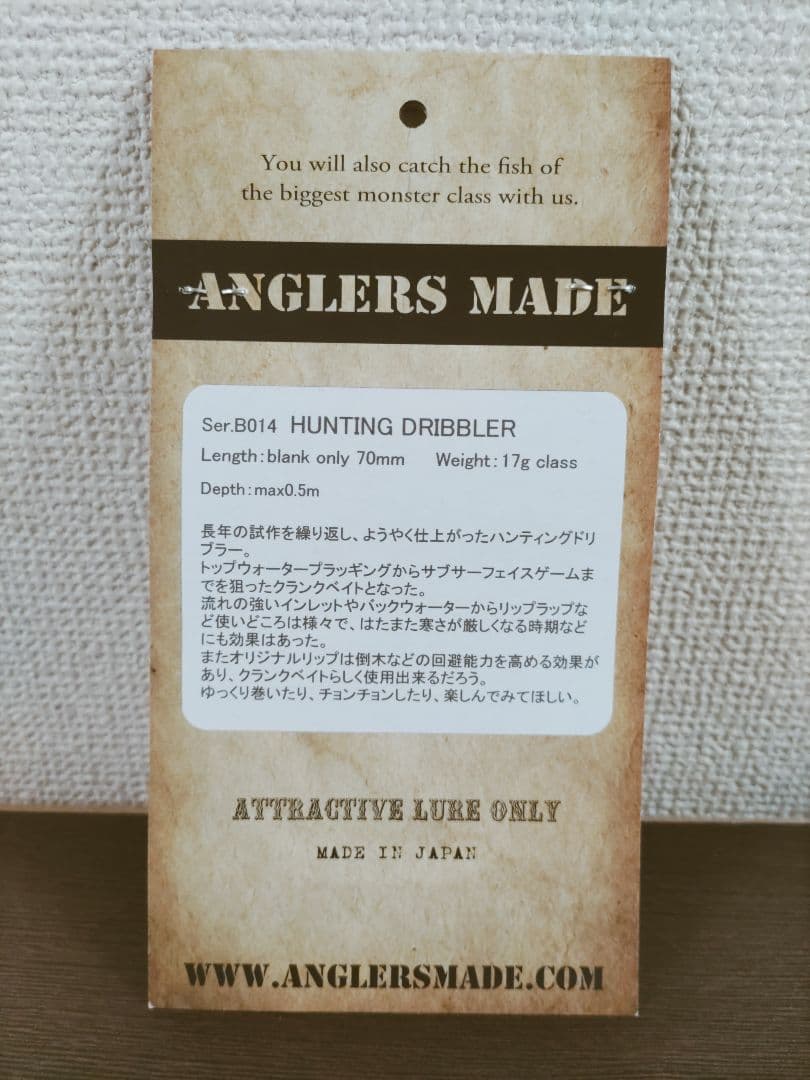 You will also catch the fish of
the biggest monster class with us.
ANGLERS MADE
Ser.B014 HUNTING DRIBBLER
Length:blank only 70mm Weight:17g class
Depth:max0.5m
長年の試作を繰り返し、ようやく仕上がったハンティングドリ
ブラー。
トップウォータープラッギングからサブサーフェイスゲームま
でを狙ったクランクベイトとなった。
流れの強いインレットやバックウォーターからリップラップな
ど使いどころは様々で、はたまた寒さが厳しくなる時期など
にも効果はあった。
またオリジナルリップは倒木などの回避能力を高める効果が
あり、クランクベイトらしく使用出来るだろう。
ゆっくり巻いたり、チョンチョンしたり、楽しんでみてほしい。
ATTRACTIVE LURE ONLY
MADE IN JAPAN
WWW.ANGLERSMADE.COM